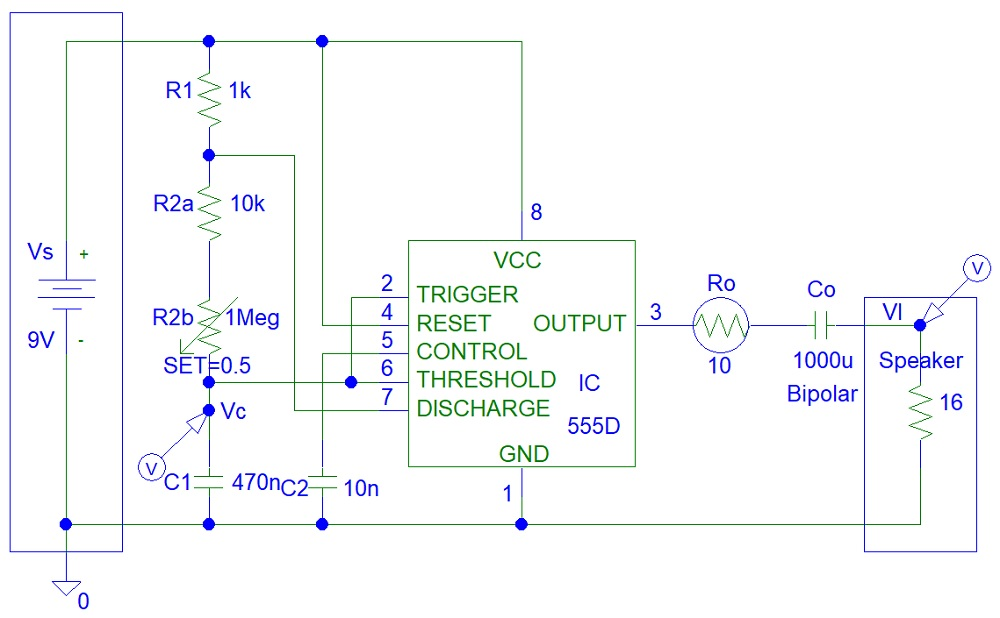 R1 1k
R2a 10k
8
Vs +
VCC
V
2 TRIGGER
Ro
Co
R2b 1Meg
4 RESET OUTPUT 3
Vl
9V -
5 CONTROL
SET=0.5
10
1000u
Speaker
6 THRESHOLD IC
Bipolar
16
Vc
7 DISCHARGE
555D
V
GND
C1 470n
C2 10n
1
0